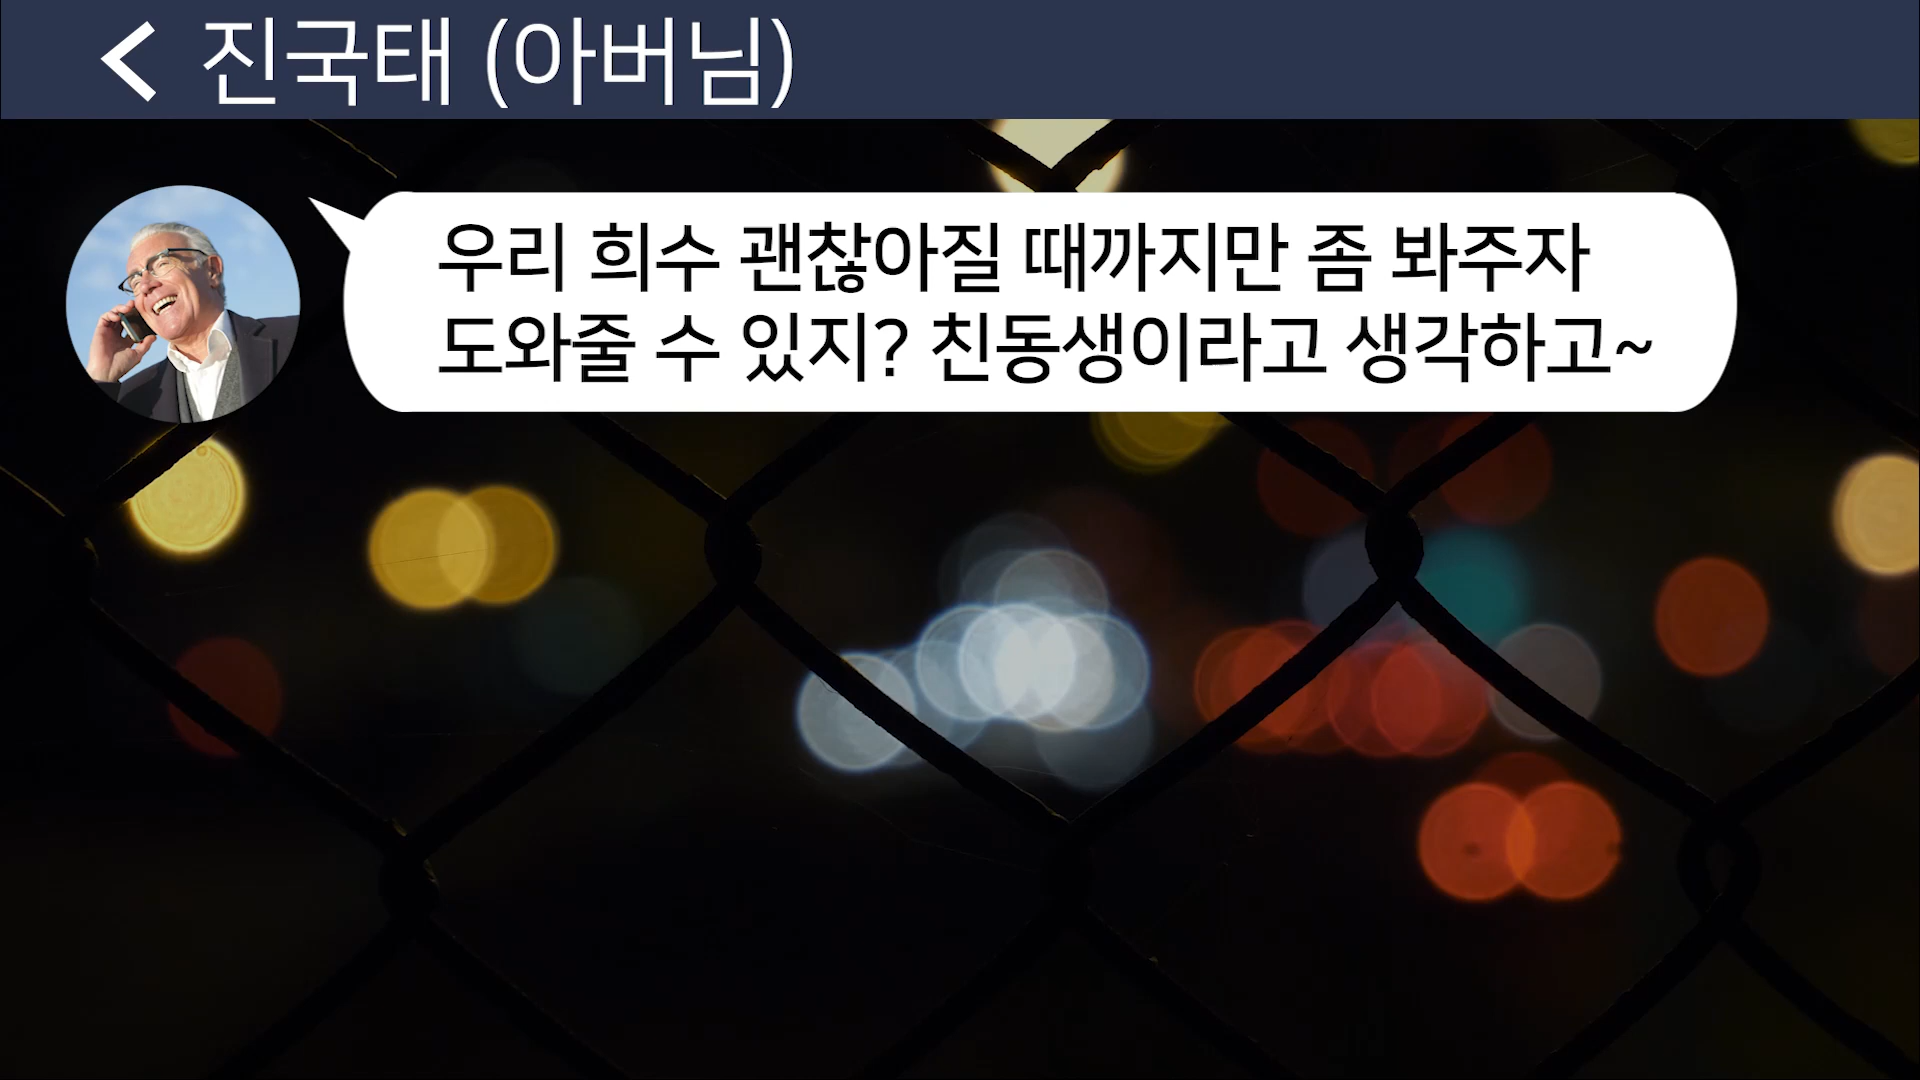 진국태 (아버님)
우리 희수 괜찮아질 때까지만 좀 봐주자
도와줄 수 있지? 친동생이라고 생각하고~